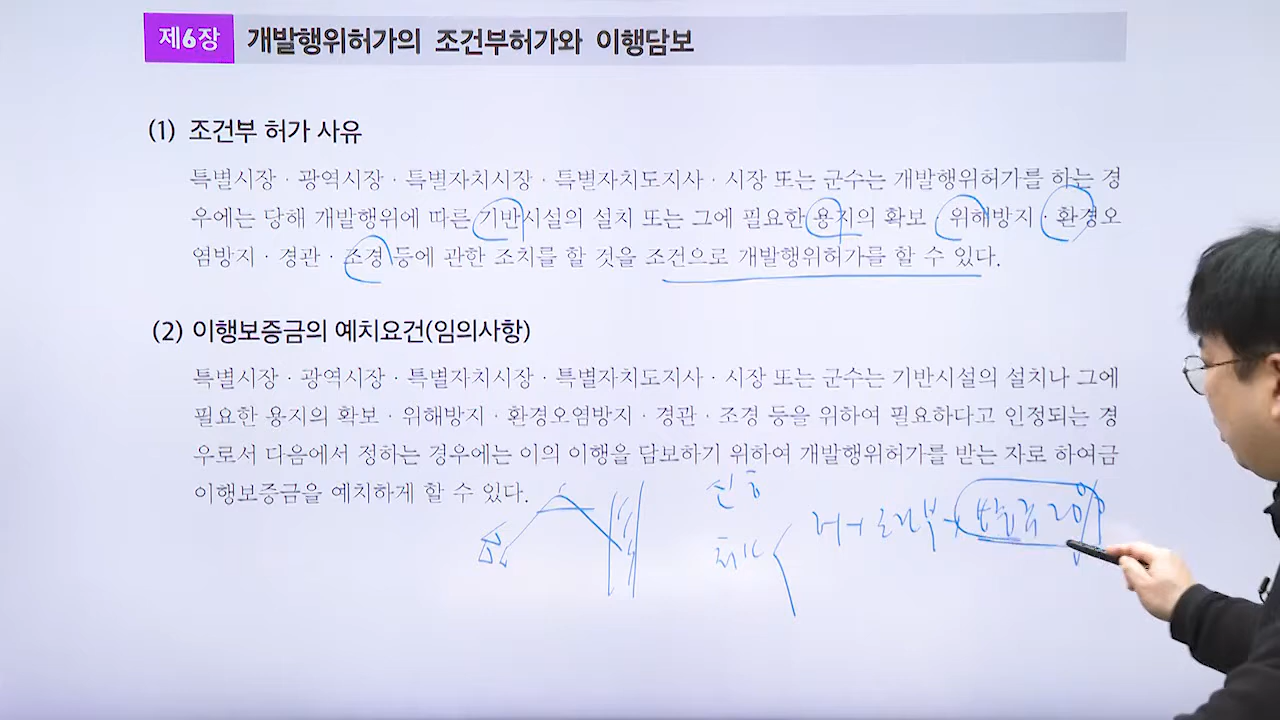 제6장 개발행위허가의 조건부허가와 이행담보
(1) 조건부 허가 사유
특별시장 · 광역시장 · 특별자치시장 · 특별자치도지사 · 시장 또는 군수는 개발행위허가를 하는 경
우에는 당해 개발행위에 따른 기반시설의 설치 또는 그에 필요한 용지의 확보 · 위해방지 · 환경오
염방지 · 경관 · 조경 등에 관한 조치를 할 것을 조건으로 개발행위허가를 할 수 있다.
(2) 이행보증금의 예치요건(임의사항)
특별시장 · 광역시장 · 특별자치시장 · 특별자치도지사 · 시장 또는 군수는 기반시설의 설치나 그에
필요한 용지의 확보 · 위해방지 · 환경오염방지 · 경관 · 조경 등을 위하여 필요하다고 인정되는 경
우로서 다음에서 정하는 경우에는 이의 이행을 담보하기 위하여 개발행위허가를 받는 자로 하여금
이행보증금을 예치하게 할 수 있다.
20%